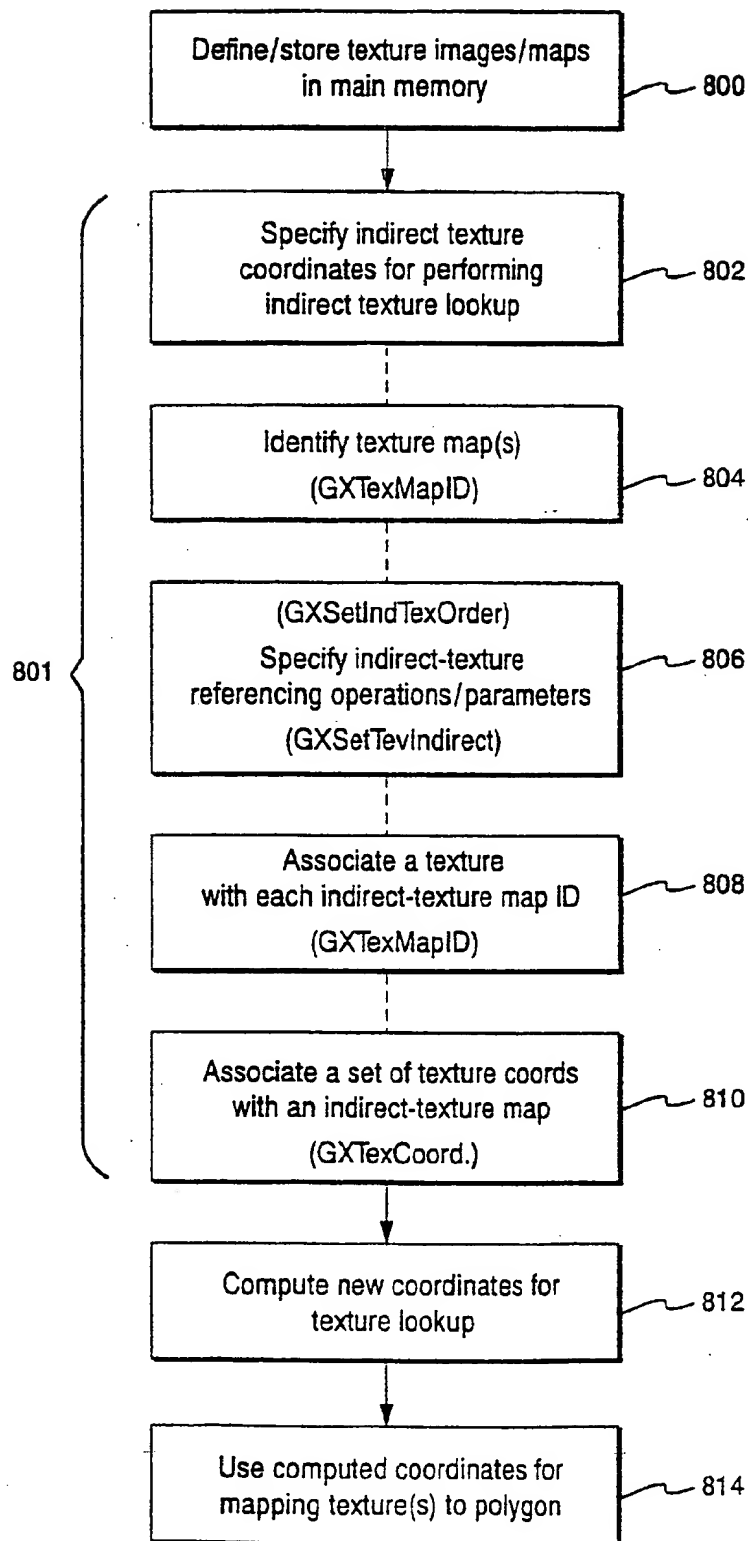 Define/store texture images/maps
in main memory
800
Specify indirect texture
coordinates for performing
indirect texture lookup
802
Identify texture map(s)
(GXTexMapID)
804
801
(GXSetIndTexOrder)
Specify indirect-texture
referencing operations/parameters
(GXSetTevIndirect)
806
Associate a texture
with each indirect-texture map ID
(GXTexMapID)
808
Associate a set of texture coords
with an indirect-texture map
(GXTexCoord.)
810
Compute new coordinates for
texture lookup
812
Use computed coordinates for
mapping texture(s) to polygon
814